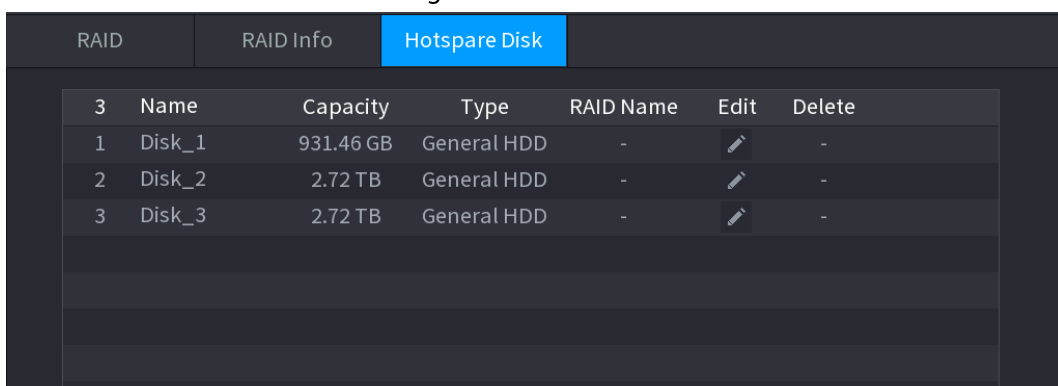 RAID RAID Info Hotspare Disk
3 Name Capacity Type RAID Name Edit Delete
1 Disk_1 931.46 GB General HDD - -
2 Disk_2 2.72 TB General HDD - -
3 Disk_3 2.72 TB General HDD - -